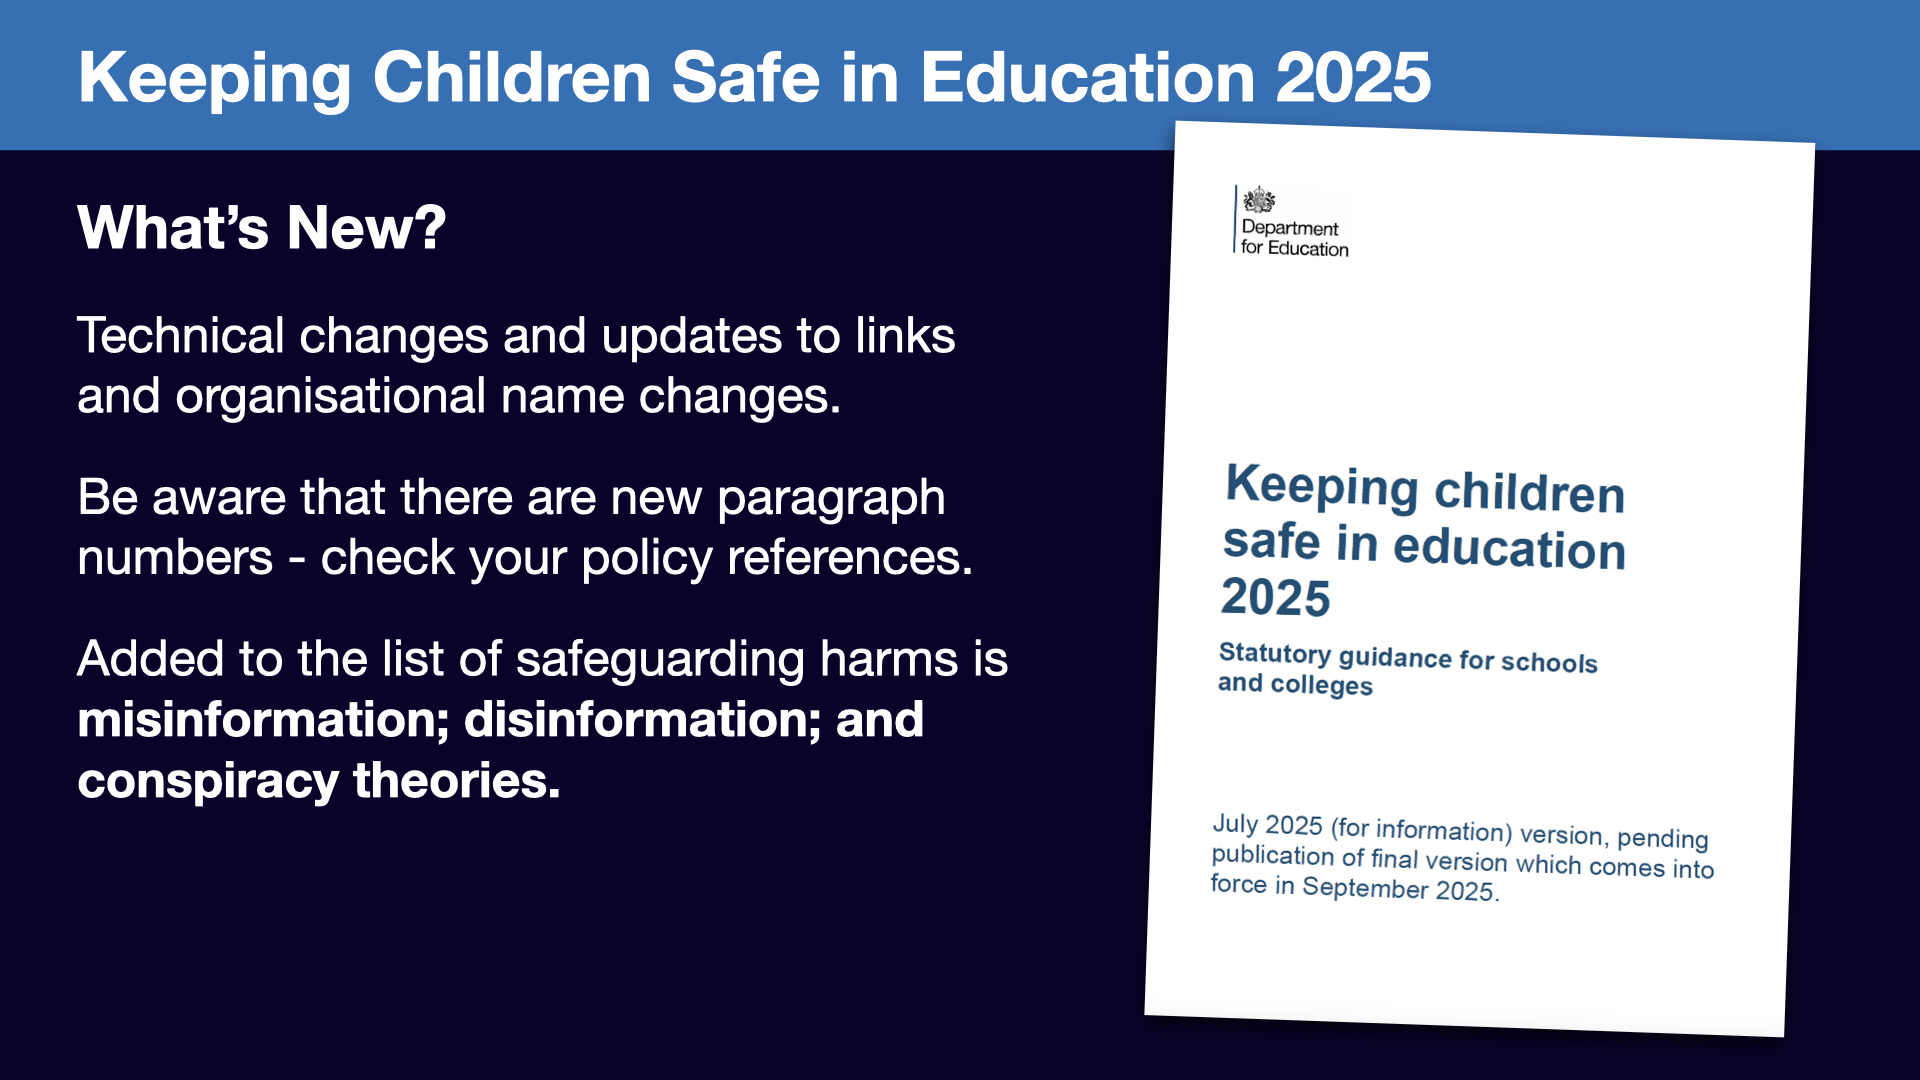 Keeping Children Safe in Education 2025
What’s New?
Technical changes and updates to links
and organisational name changes.
Be aware that there are new paragraph
numbers - check your policy references.
Added to the list of safeguarding harms is
misinformation; disinformation; and
conspiracy theories.
Department
for Education
Keeping children
safe in education
2025
Statutory guidance for schools
and colleges
July 2025 (for information) version, pending
publication of final version which comes into
force in September 2025.